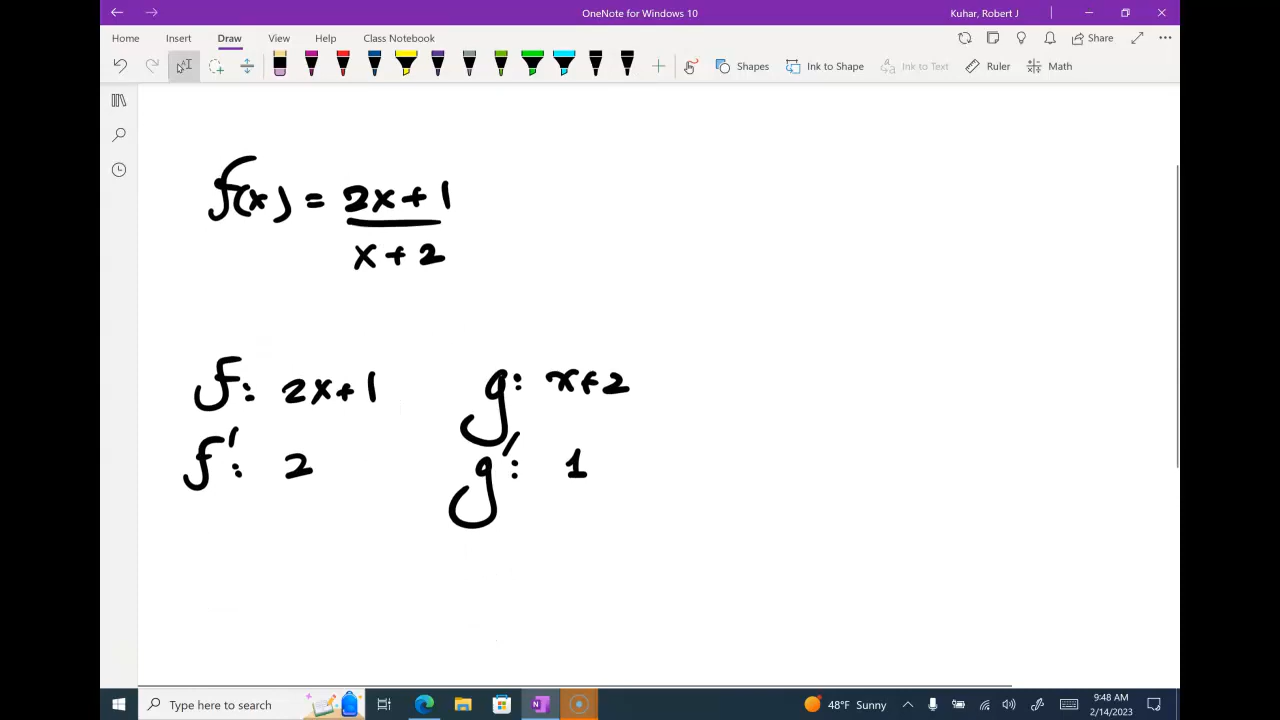 OneNote for Windows 10
Kuhar, Robert J
Home Insert Draw View Help Class Notebook
Share
Shapes Ink to Shape Ink to Text Ruler Math
f(x) = 2x+1
x+2
f: 2x+1 g: x+2
f': 2 g': 1
Type here to search
48°F Sunny
9:48 AM
2/14/2023